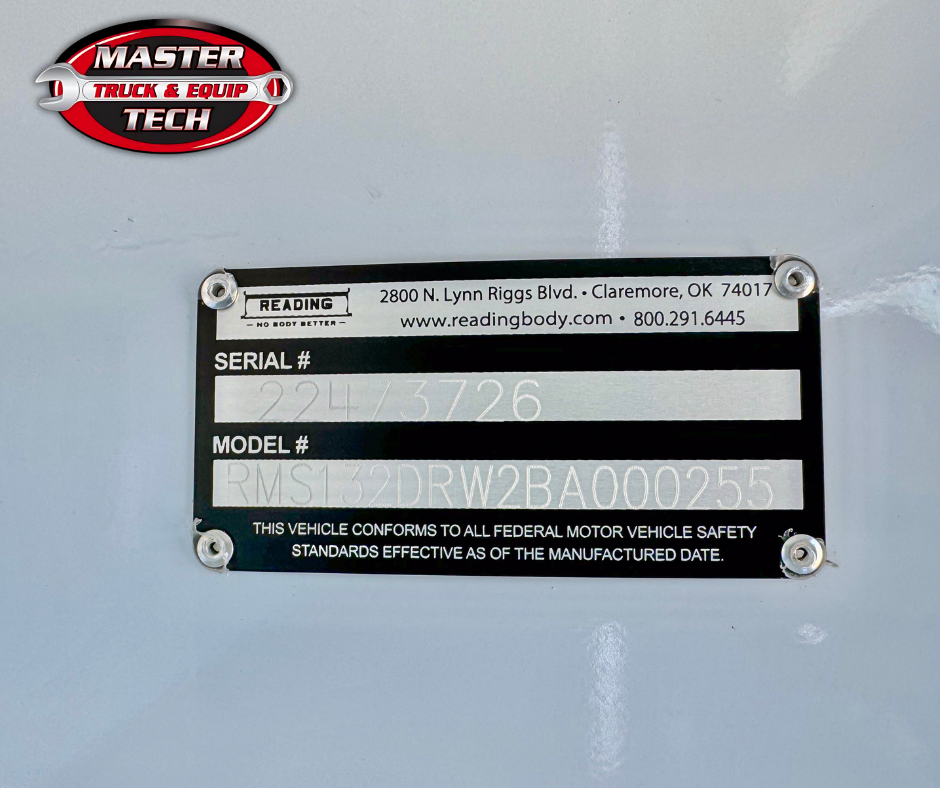 MASTER
TRUCK & EQUIP
TECH
READING
— NO BODY BETTER —
2800 N. Lynn Riggs Blvd. • Claremore, OK 74017
www.readingbody.com • 800.291.6445
SERIAL #
224/3726
MODEL #
RMS132DRW2BA000255
THIS VEHICLE CONFORMS TO ALL FEDERAL MOTOR VEHICLE SAFETY
STANDARDS EFFECTIVE AS OF THE MANUFACTURED DATE.